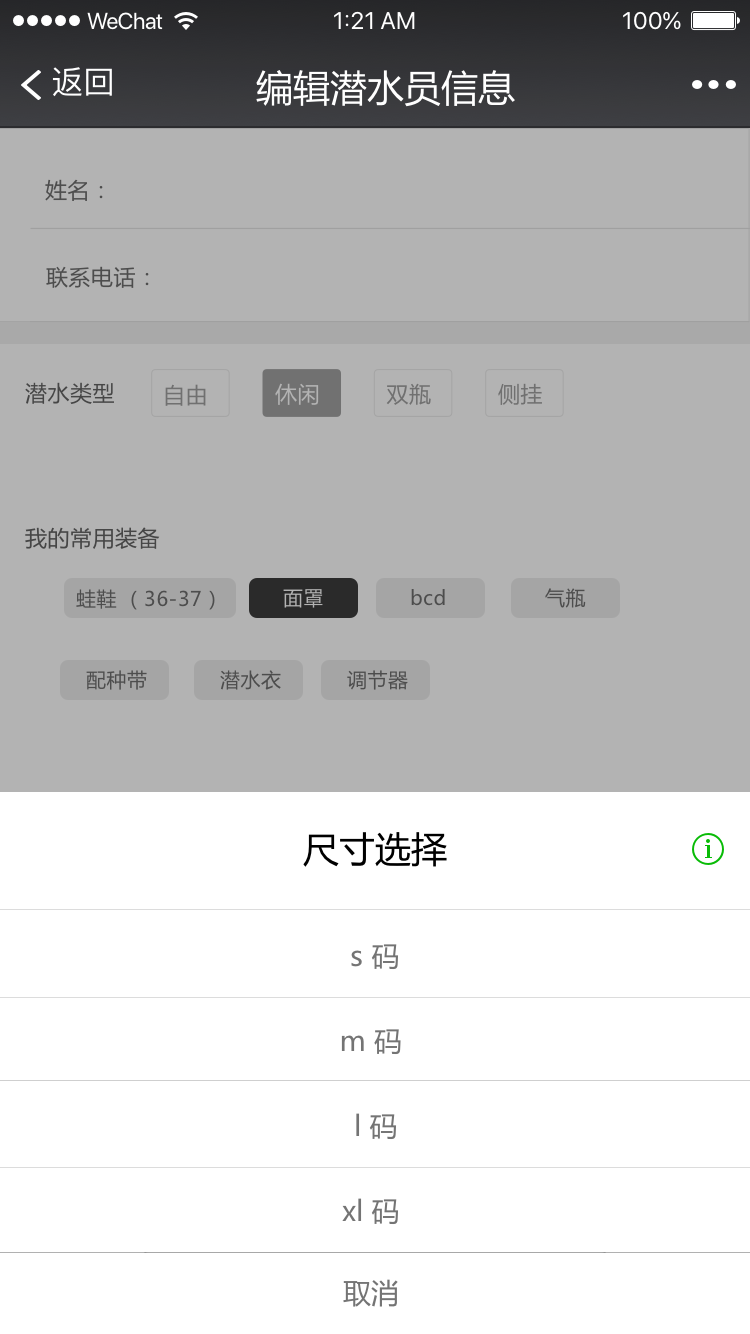 WeChat 1:21 AM 100%
返回 编辑潜水员信息
姓名：
联系电话：
潜水类型 自由 休闲 双瓶 侧挂
我的常用装备
蛙鞋（36-37） 面罩 bcd 气瓶
配种带 潜水衣 调节器
尺寸选择
s 码
m 码
l 码
xl 码
取消